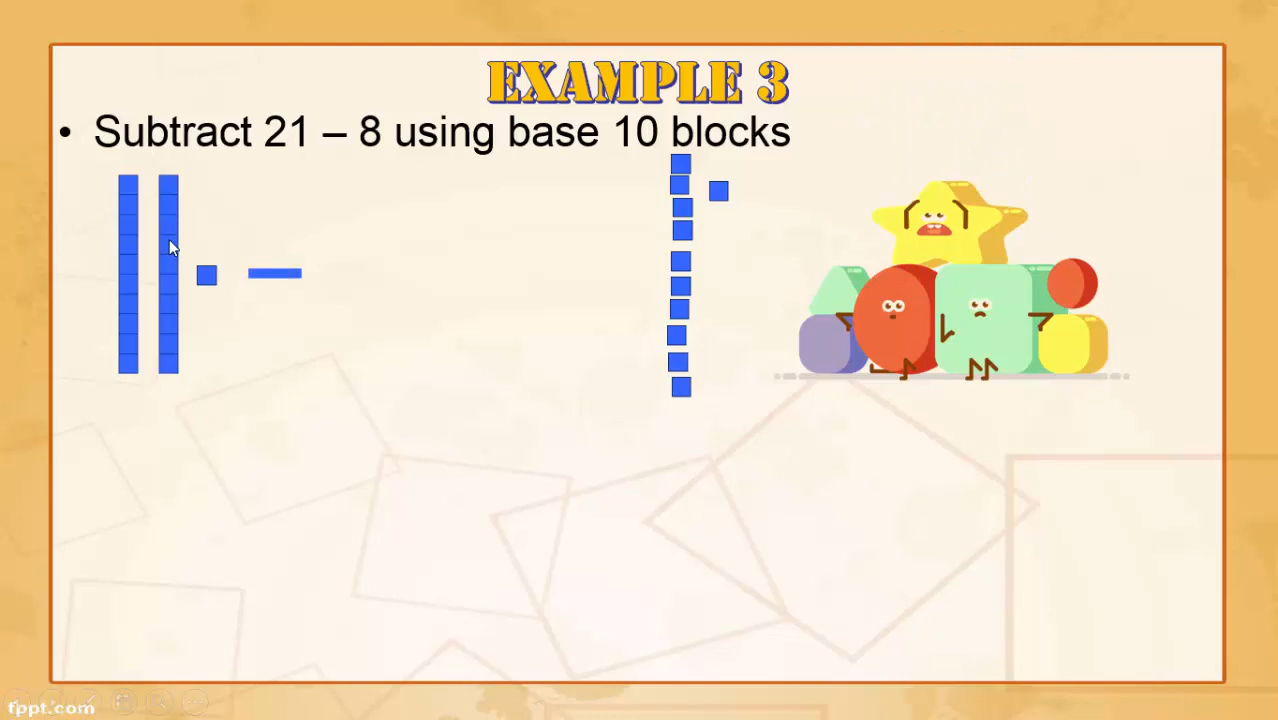 EXAMPLE 3
• Subtract 21 – 8 using base 10 blocks
fppt.com